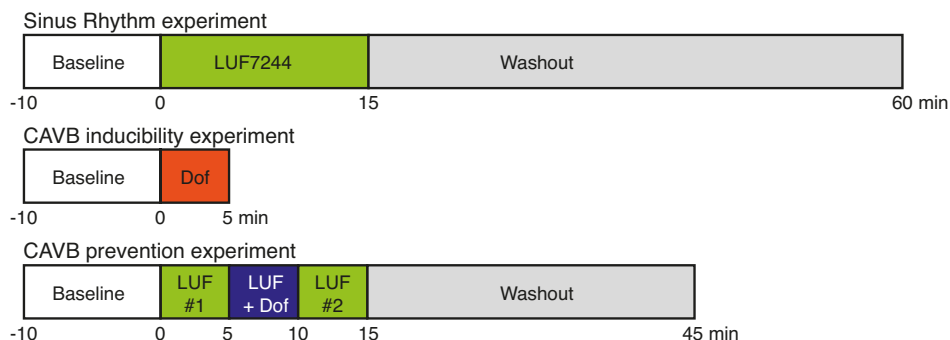 Sinus Rhythm experiment
Baseline LUF7244 Washout
-10 0 15 60 min
CAVB inducibility experiment
Baseline Dof
-10 0 5 min
CAVB prevention experiment
Baseline LUF #1 LUF + Dof LUF #2 Washout
-10 0 5 10 15 45 min